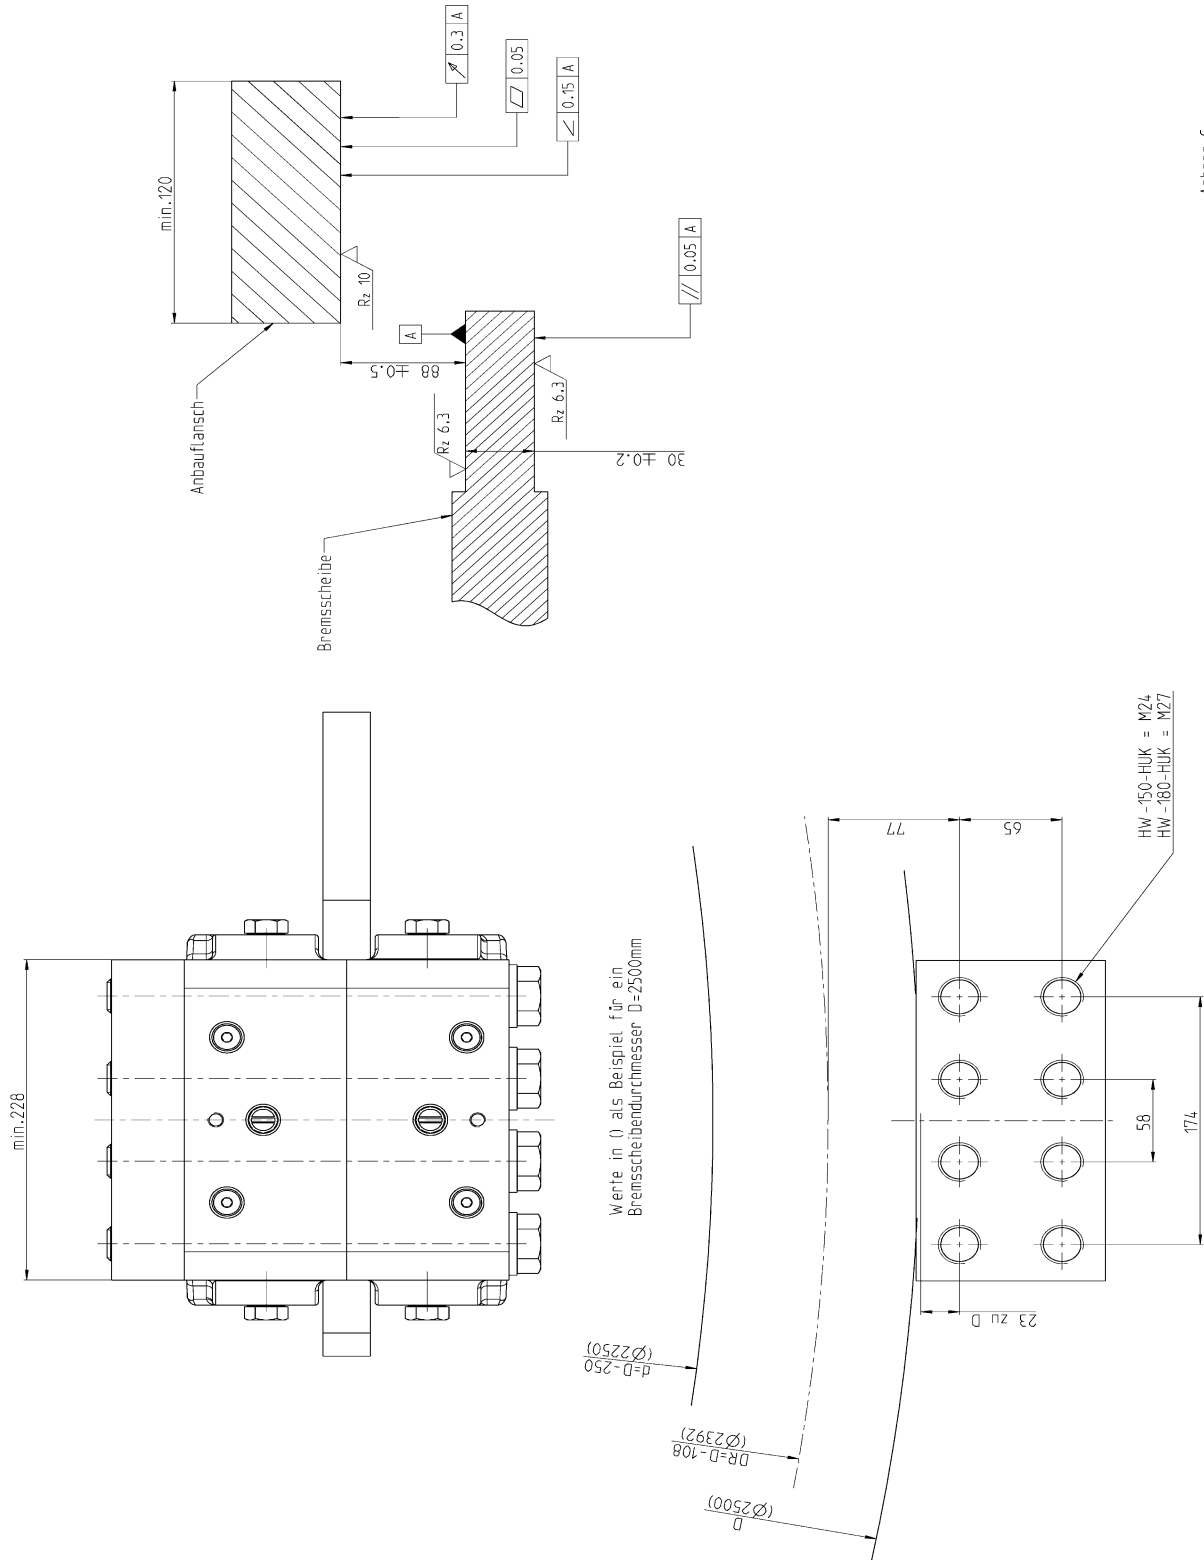 min.120
0.3 A
0.05
0.15 A
Rz 10
Anbauflansch
A
88 ±0.5
// 0.05 A
Rz 6.3
Rz 6.3
30 ±0.2
Bremsscheibe
min.228
Werte in () als Beispiel für ein
Bremsscheibendurchmesser D=2500mm
HW-150-HUK = M24
HW-180-HUK = M27
77
65
58
174
23 zu D
d=D-250
(Ø2250)
DR=D-108
(Ø2392)
D
(Ø2500)